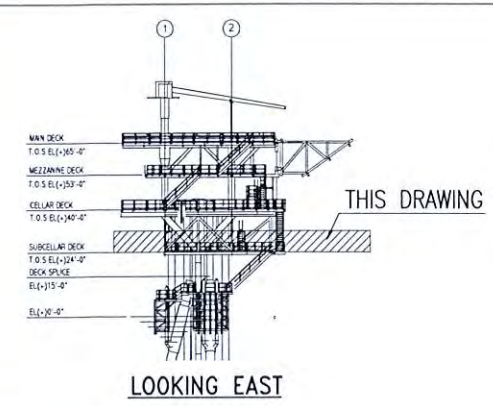 1 2
MAIN DECK
T.O.S EL(+)65'-0"
MEZZANINE DECK
T.O.S EL(+)53'-0"
CELLAR DECK
T.O.S EL(+)40'-0"
THIS DRAWING
SUBCELLAR DECK
T.O.S EL(+)24'-0"
DECK SPLICE
EL(+)15'-0"
EL(+)0'-0"
LOOKING EAST